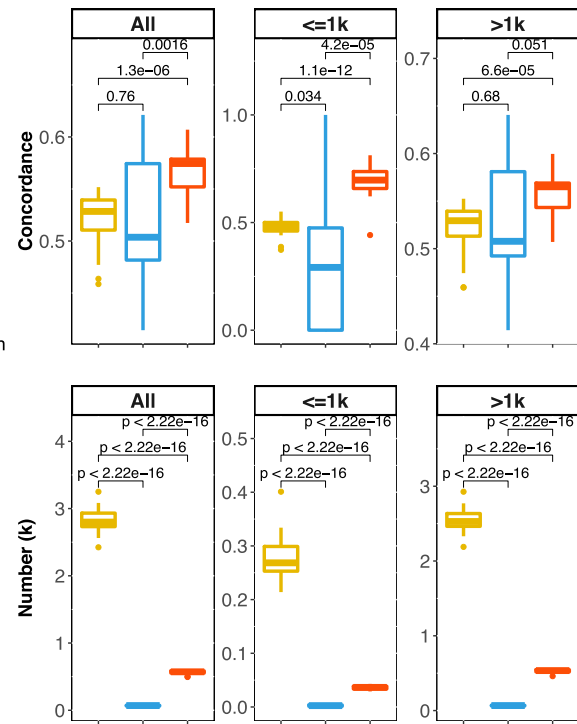 All
<=1k
>1k
0.0016
1.3e-06
0.76
4.2e-05
1.1e-12
0.034
0.051
6.6e-05
0.68
Concordance
0.6
0.5
1.0
0.5
0.0
0.7
0.6
0.5
0.4
n
All
<=1k
>1k
p < 2.22e-16
p < 2.22e-16
p < 2.22e-16
p < 2.22e-16
p < 2.22e-16
p < 2.22e-16
p < 2.22e-16
p < 2.22e-16
p < 2.22e-16
Number (k)
4
3
2
1
0
0.5
0.4
0.3
0.2
0.1
0.0
3
2
1
0